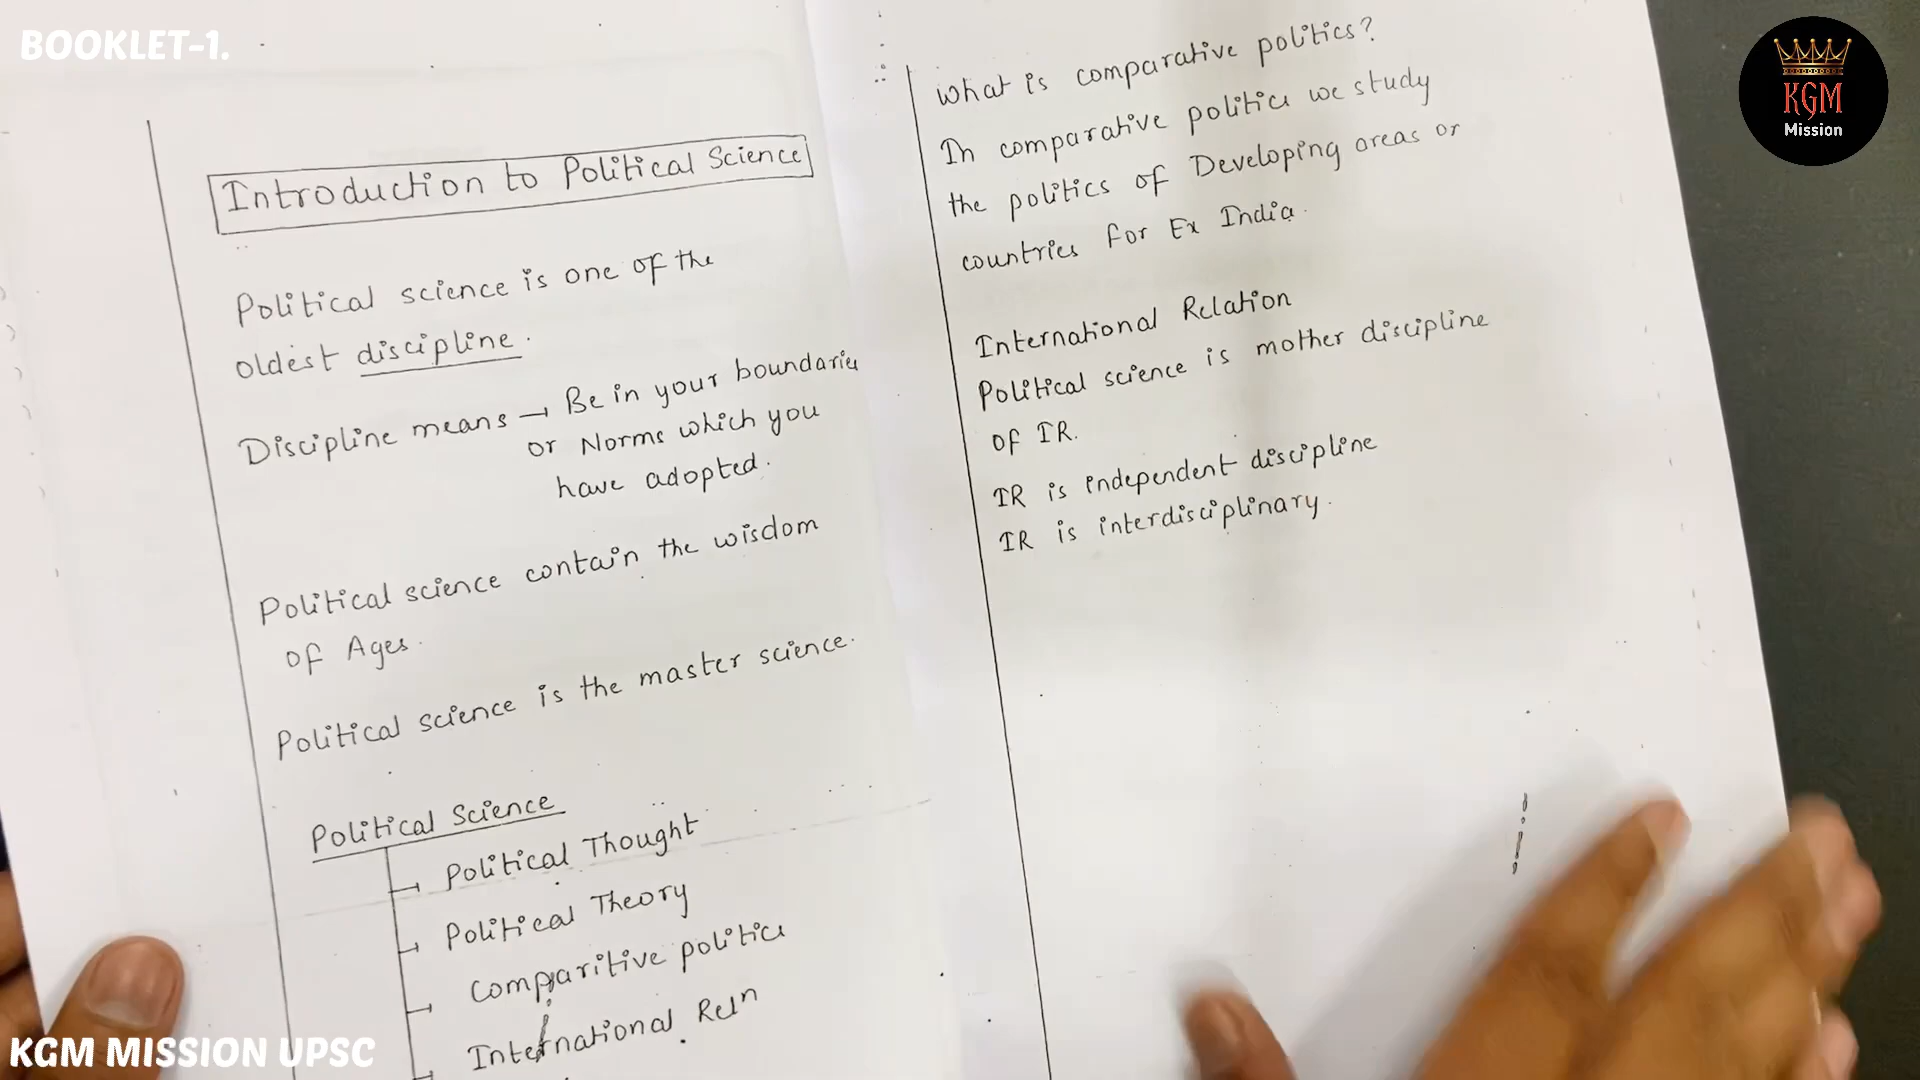 BOOKLET-1.
Introduction to Political Science
Political science is one of the
oldest discipline.
Discipline means → Be in your boundaries
or Norms which you
have adopted.
Political science contain the wisdom
of Ages.
Political science is the master science.
Political Science
Political Thought
Political Theory
Comparitive politics
International Reln
What is comparative politics?
In comparative politics we study
the politics of Developing areas or
countries for Ex India.
International Relation
Political science is mother discipline
of IR.
IR is independent discipline
IR is interdisciplinary.
KGM
Mission
KGM MISSION UPSC